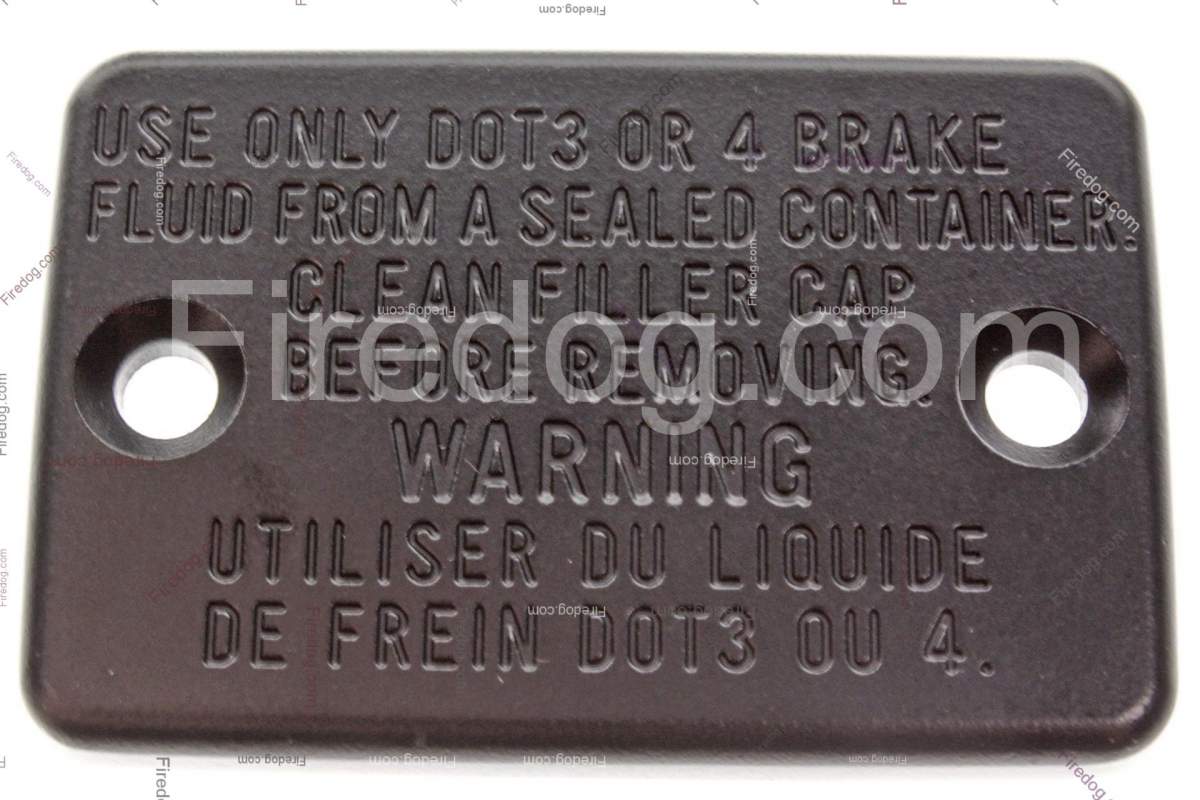 USE ONLY DOT3 OR 4 BRAKE
FLUID FROM A SEALED CONTAINER.
CLEAN FILLER CAP
BEFORE REMOVING.
WARNING
UTILISER DU LIQUIDE
DE FREIN DOT3 OU 4.
Firedog.com